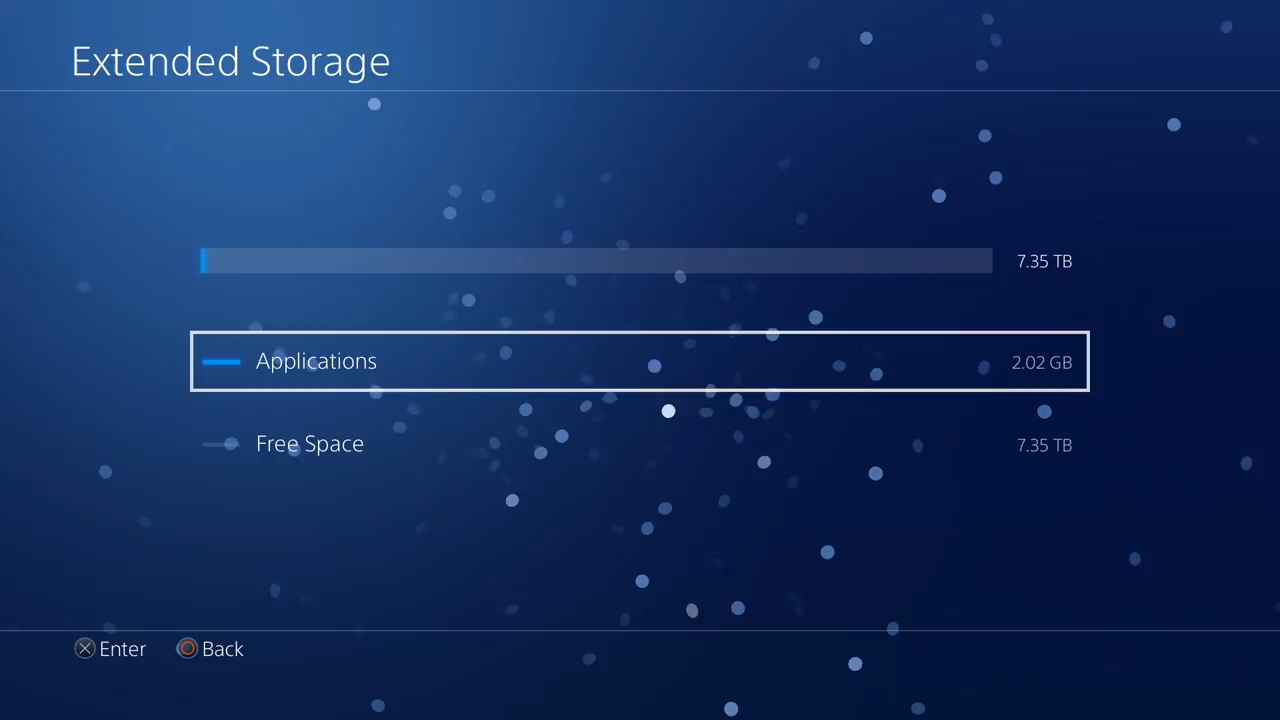 Extended Storage
7.35 TB
Applications 2.02 GB
Free Space 7.35 TB
Enter Back